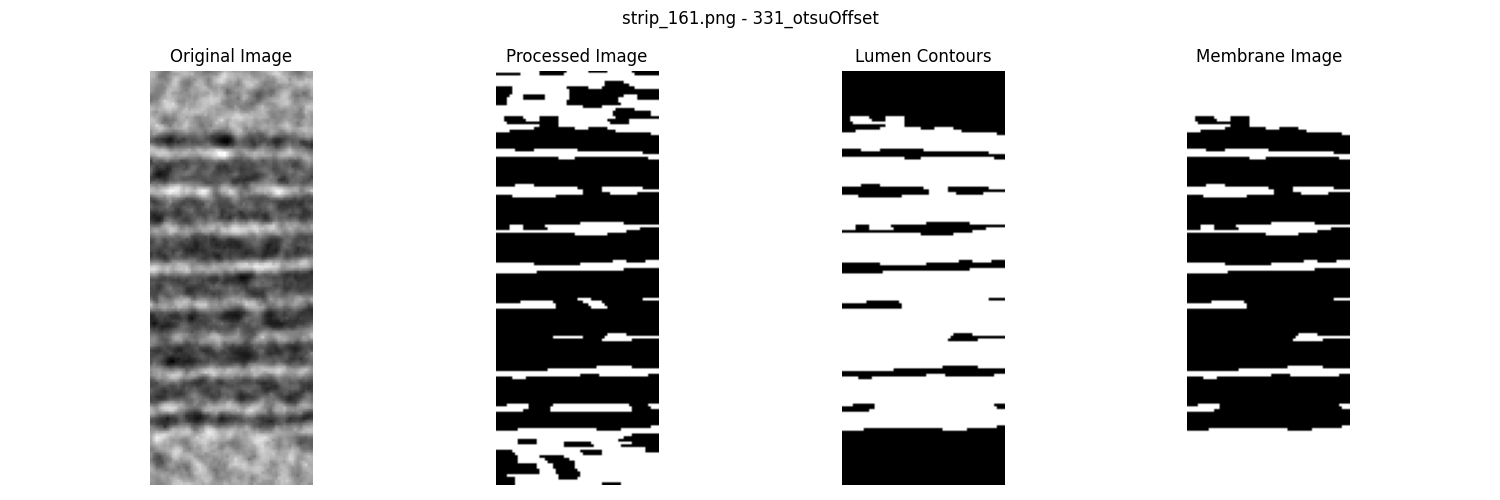 strip_161.png - 331_otsuOffset
Original Image
Processed Image
Lumen Contours
Membrane Image